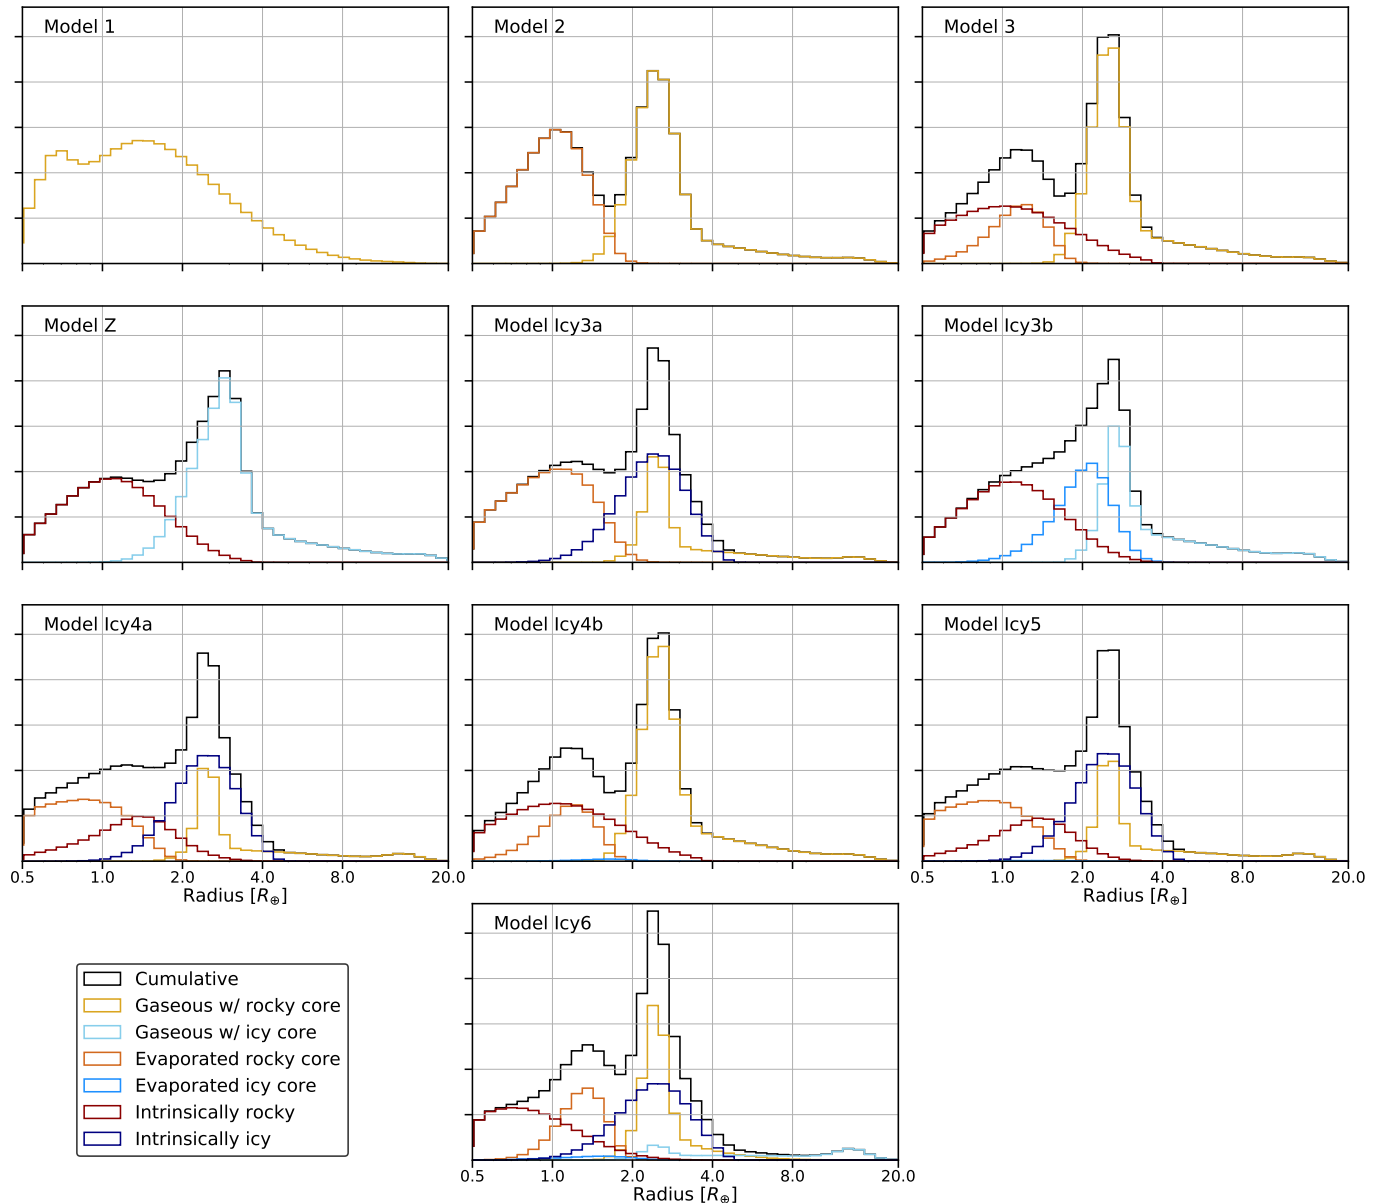 Model 1
Model 2
Model 3
Model Z
Model Icy3a
Model Icy3b
Model Icy4a
Model Icy4b
Model Icy5
0.5 1.0 2.0 4.0 8.0 20.0
Radius [R⊕]
0.5 1.0 2.0 4.0 8.0 20.0
Radius [R⊕]
Model Icy6
Cumulative
Gaseous w/ rocky core
Gaseous w/ icy core
Evaporated rocky core
Evaporated icy core
Intrinsically rocky
Intrinsically icy
0.5 1.0 2.0 4.0 8.0 20.0
Radius [R⊕]